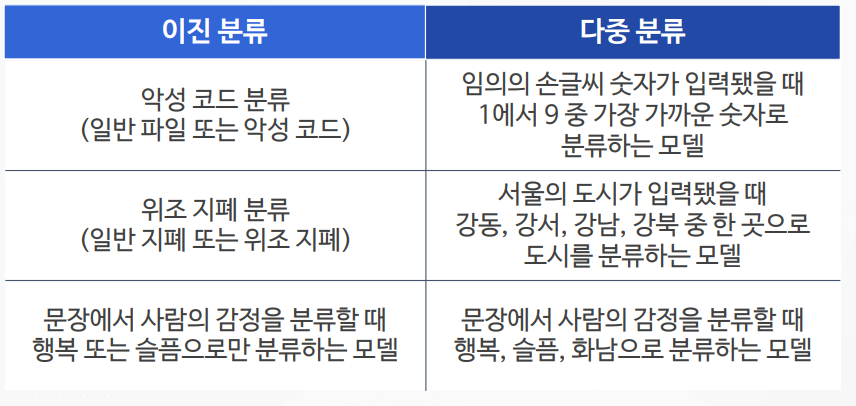 이진 분류
다중 분류
악성 코드 분류
(일반 파일 또는 악성 코드)
임의의 손글씨 숫자가 입력됐을 때
1에서 9 중 가장 가까운 숫자로
분류하는 모델
위조 지폐 분류
(일반 지폐 또는 위조 지폐)
서울의 도시가 입력됐을 때
강동, 강서, 강남, 강북 중 한 곳으로
도시를 분류하는 모델
문장에서 사람의 감정을 분류할 때
행복 또는 슬픔으로만 분류하는 모델
문장에서 사람의 감정을 분류할 때
행복, 슬픔, 화남으로 분류하는 모델